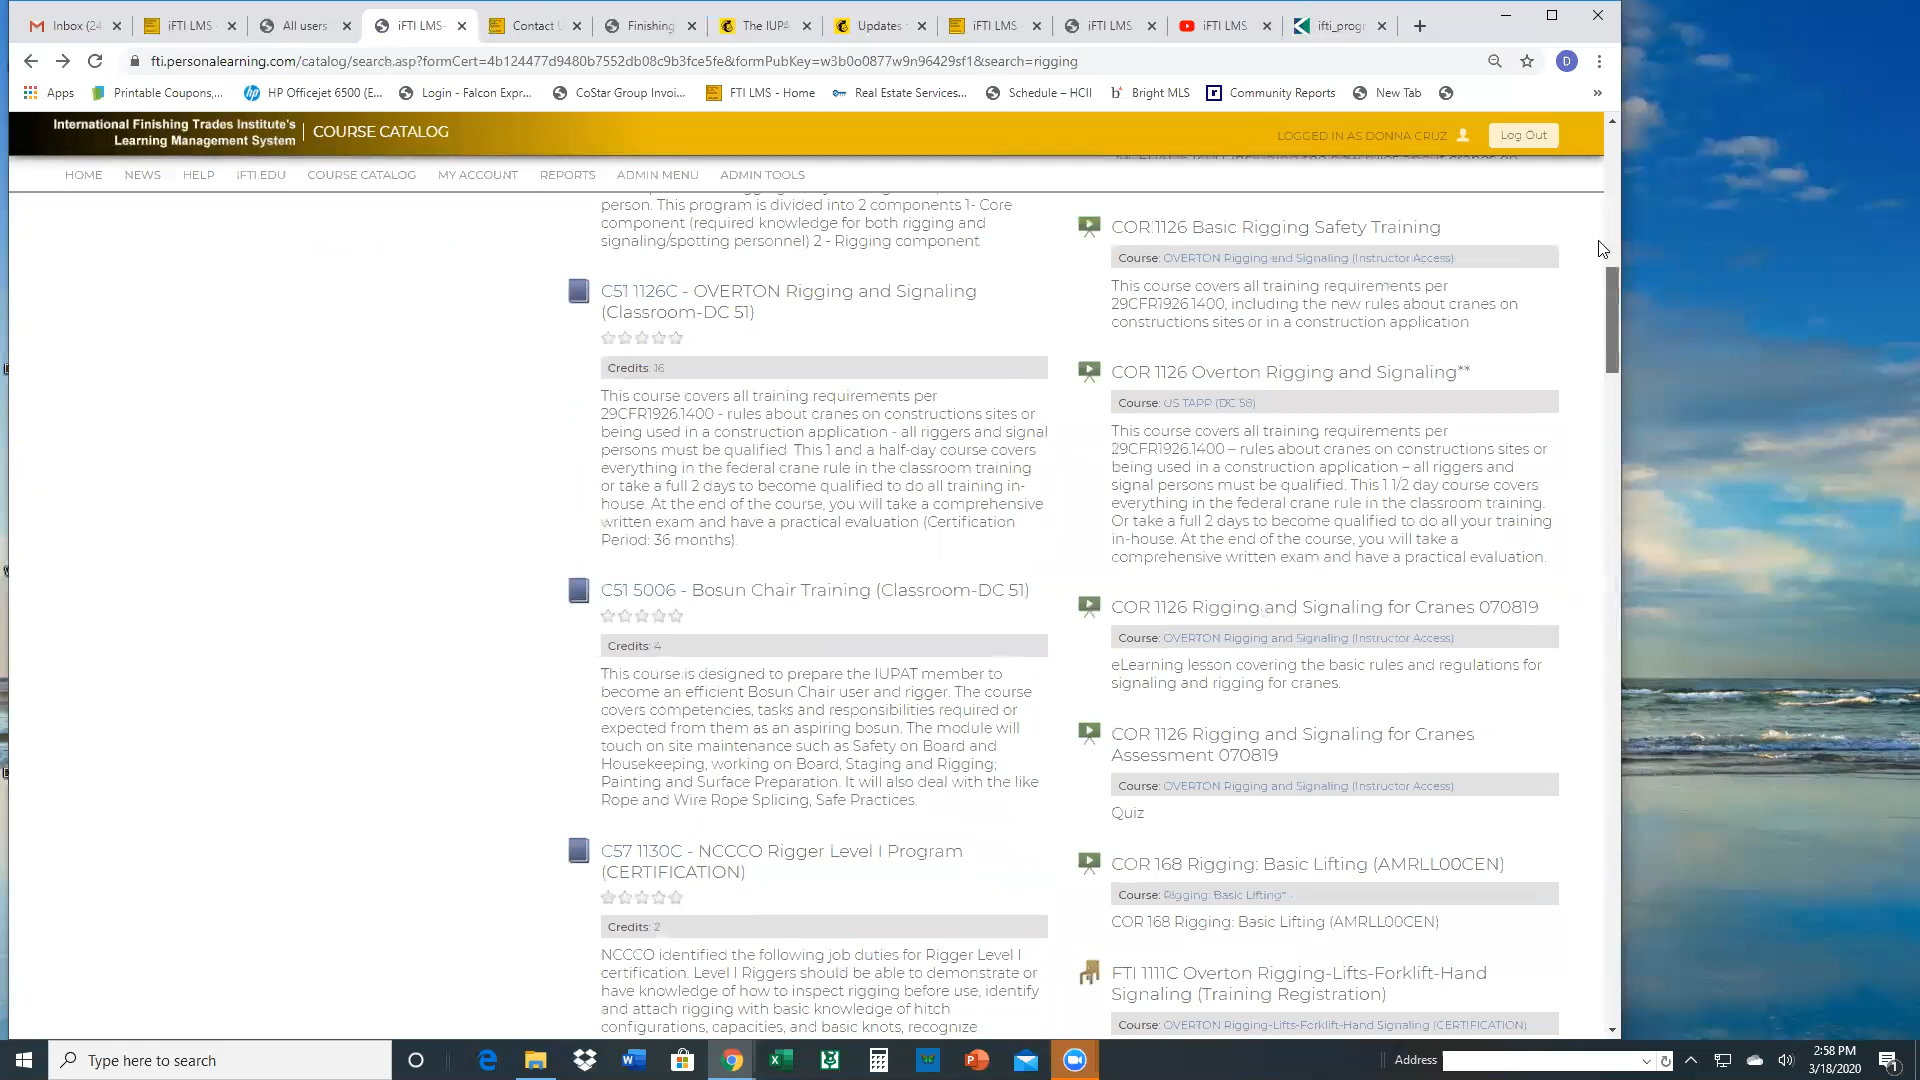 Inbox (24
iFTI LMS
All users
iFTI LMS-
Contact U
Finishing
The IUPA
Updates
iFTI LMS
iFTI LMS
iFTI LMS
ifti_prog
fti.personalearning.com/catalog/search.asp?formCert=4b124477d9480b7552db08c9b3fce5fe&formPubKey=w3b0o0877w9n96429sf1&search=rigging
D
Apps
Printable Coupons,...
HP Officejet 6500 (E...
Login - Falcon Expr...
CoStar Group Invoi...
FTI LMS - Home
Real Estate Services...
Schedule – HCII
Bright MLS
Community Reports
New Tab
International Finishing Trades Institute's
Learning Management System
COURSE CATALOG
LOGGED IN AS DONNA CRUZ
Log Out
HOME
NEWS
HELP
IFTI.EDU
COURSE CATALOG
MY ACCOUNT
REPORTS
ADMIN MENU
ADMIN TOOLS
person. This program is divided into 2 components 1- Core
component (required knowledge for both rigging and
signaling/spotting personnel) 2 - Rigging component
C51 1126C - OVERTON Rigging and Signaling
(Classroom-DC 51)
Credits: 16
This course covers all training requirements per
29CFR1926.1400 - rules about cranes on constructions sites or
being used in a construction application - all riggers and signal
persons must be qualified. This 1 and a half-day course covers
everything in the federal crane rule in the classroom training
or take a full 2 days to become qualified to do all training in-
house. At the end of the course, you will take a comprehensive
written exam and have a practical evaluation (Certification
Period: 36 months).
C51 5006 - Bosun Chair Training (Classroom-DC 51)
Credits: 4
This course is designed to prepare the IUPAT member to
become an efficient Bosun Chair user and rigger. The course
covers competencies, tasks and responsibilities required or
expected from them as an aspiring bosun. The module will
touch on site maintenance such as Safety on Board and
Housekeeping, working on Board, Staging and Rigging;
Painting and Surface Preparation. It will also deal with the like
Rope and Wire Rope Splicing, Safe Practices.
C57 1130C - NCCCO Rigger Level I Program
(CERTIFICATION)
Credits: 2
NCCCO identified the following job duties for Rigger Level I
certification. Level I Riggers should be able to demonstrate or
have knowledge of how to inspect rigging before use, identify
and attach rigging with basic knowledge of hitch
configurations, capacities, and basic knots, recognize
COR 1126 Basic Rigging Safety Training
Course: OVERTON Rigging and Signaling (Instructor Access)
This course covers all training requirements per
29CFR1926.1400, including the new rules about cranes on
constructions sites or in a construction application
COR 1126 Overton Rigging and Signaling**
Course: US TAPP (DC 58)
This course covers all training requirements per
29CFR1926.1400 – rules about cranes on constructions sites or
being used in a construction application – all riggers and
signal persons must be qualified. This 1 1/2 day course covers
everything in the federal crane rule in the classroom training.
Or take a full 2 days to become qualified to do all your training
in-house. At the end of the course, you will take a
comprehensive written exam and have a practical evaluation.
COR 1126 Rigging and Signaling for Cranes 070819
Course: OVERTON Rigging and Signaling (Instructor Access)
eLearning lesson covering the basic rules and regulations for
signaling and rigging for cranes.
COR 1126 Rigging and Signaling for Cranes
Assessment 070819
Course: OVERTON Rigging and Signaling (Instructor Access)
Quiz
COR 168 Rigging: Basic Lifting (AMRLL00CEN)
Course: Rigging: Basic Lifting*
COR 168 Rigging: Basic Lifting (AMRLL00CEN)
FTI 1111C Overton Rigging-Lifts-Forklift-Hand
Signaling (Training Registration)
Course: OVERTON Rigging-Lifts-Forklift-Hand Signaling (CERTIFICATION)
Type here to search
Address
2:58 PM
3/18/2020
1